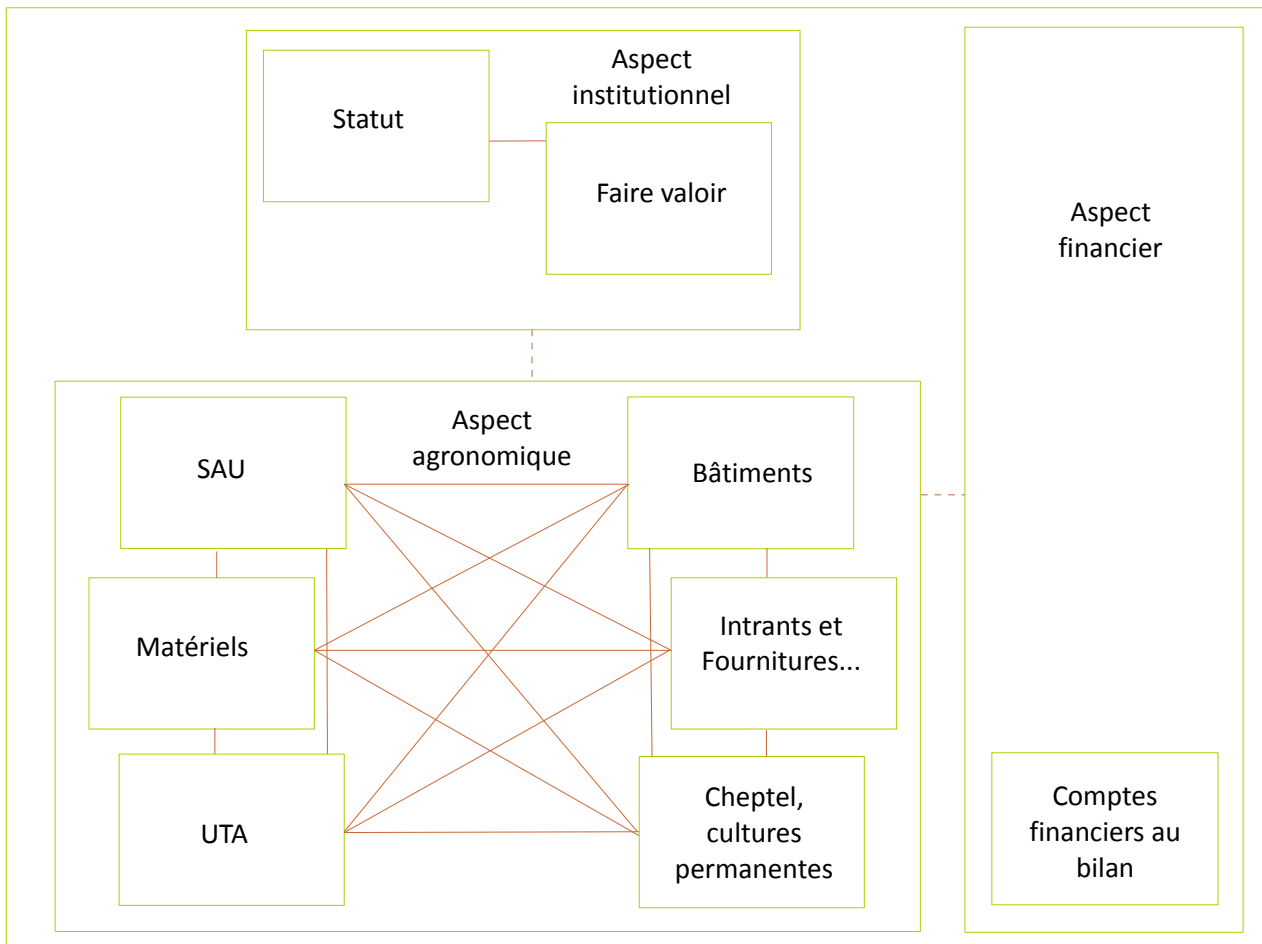 Aspect
institutionnel
Statut
Faire valoir
Aspect
financier
Aspect
agronomique
SAU
Bâtiments
Matériels
Intrants et
Fournitures...
UTA
Cheptel,
cultures
permanentes
Comptes
financiers au
bilan